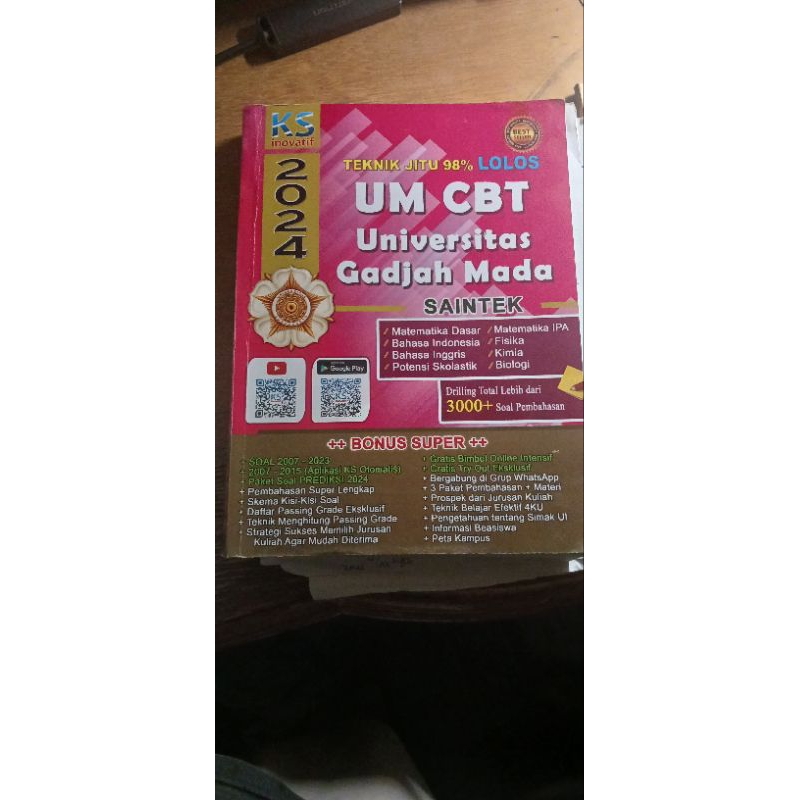 KS
inovatif
2024
BEST
SELLER
TEKNIK JITU 98% LOLOS
UM CBT
Universitas
Gadjah Mada
SAINTEK
/ Matematika Dasar / Matematika IPA
/ Bahasa Indonesia / Fisika
/ Bahasa Inggris / Kimia
/ Potensi Skolastik / Biologi
Google Play
Drilling Total Lebih dari
3000+ Soal Pembahasan
++ BONUS SUPER ++
+ SOAL 2007 - 2023
+ 2007 - 2015 (Aplikasi KS Otomatis)
+ Paket Soal PREDIKSI 2024
+ Pembahasan Super Lengkap
+ Skema Kisi-Kisi Soal
+ Daftar Passing Grade Eksklusif
+ Teknik Menghitung Passing Grade
+ Strategi Sukses Memilih Jurusan
Kuliah Agar Mudah Diterima
+ Gratis Bimbel Online Intensif
+ Gratis Try Out Eksklusif
+ Bergabung di Grup WhatsApp
+ 3 Paket Pembahasan + Materi
+ Prospek dari Jurusan Kuliah
+ Teknik Belajar Efektif 4KU
+ Pengetahuan tentang Simak UI
+ Informasi Beasiswa
+ Peta Kampus